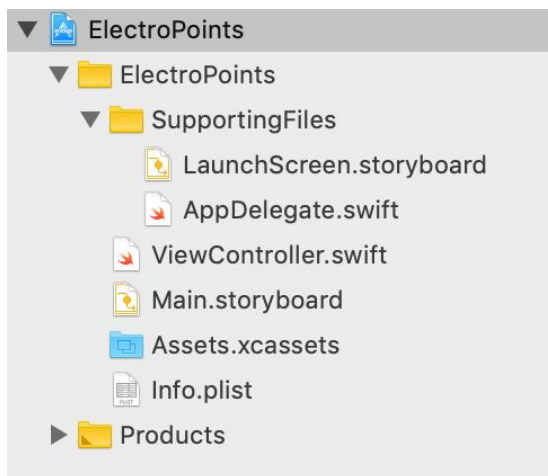 ElectroPoints
ElectroPoints
SupportingFiles
LaunchScreen.storyboard
AppDelegate.swift
ViewController.swift
Main.storyboard
Assets.xcassets
Info.plist
Products